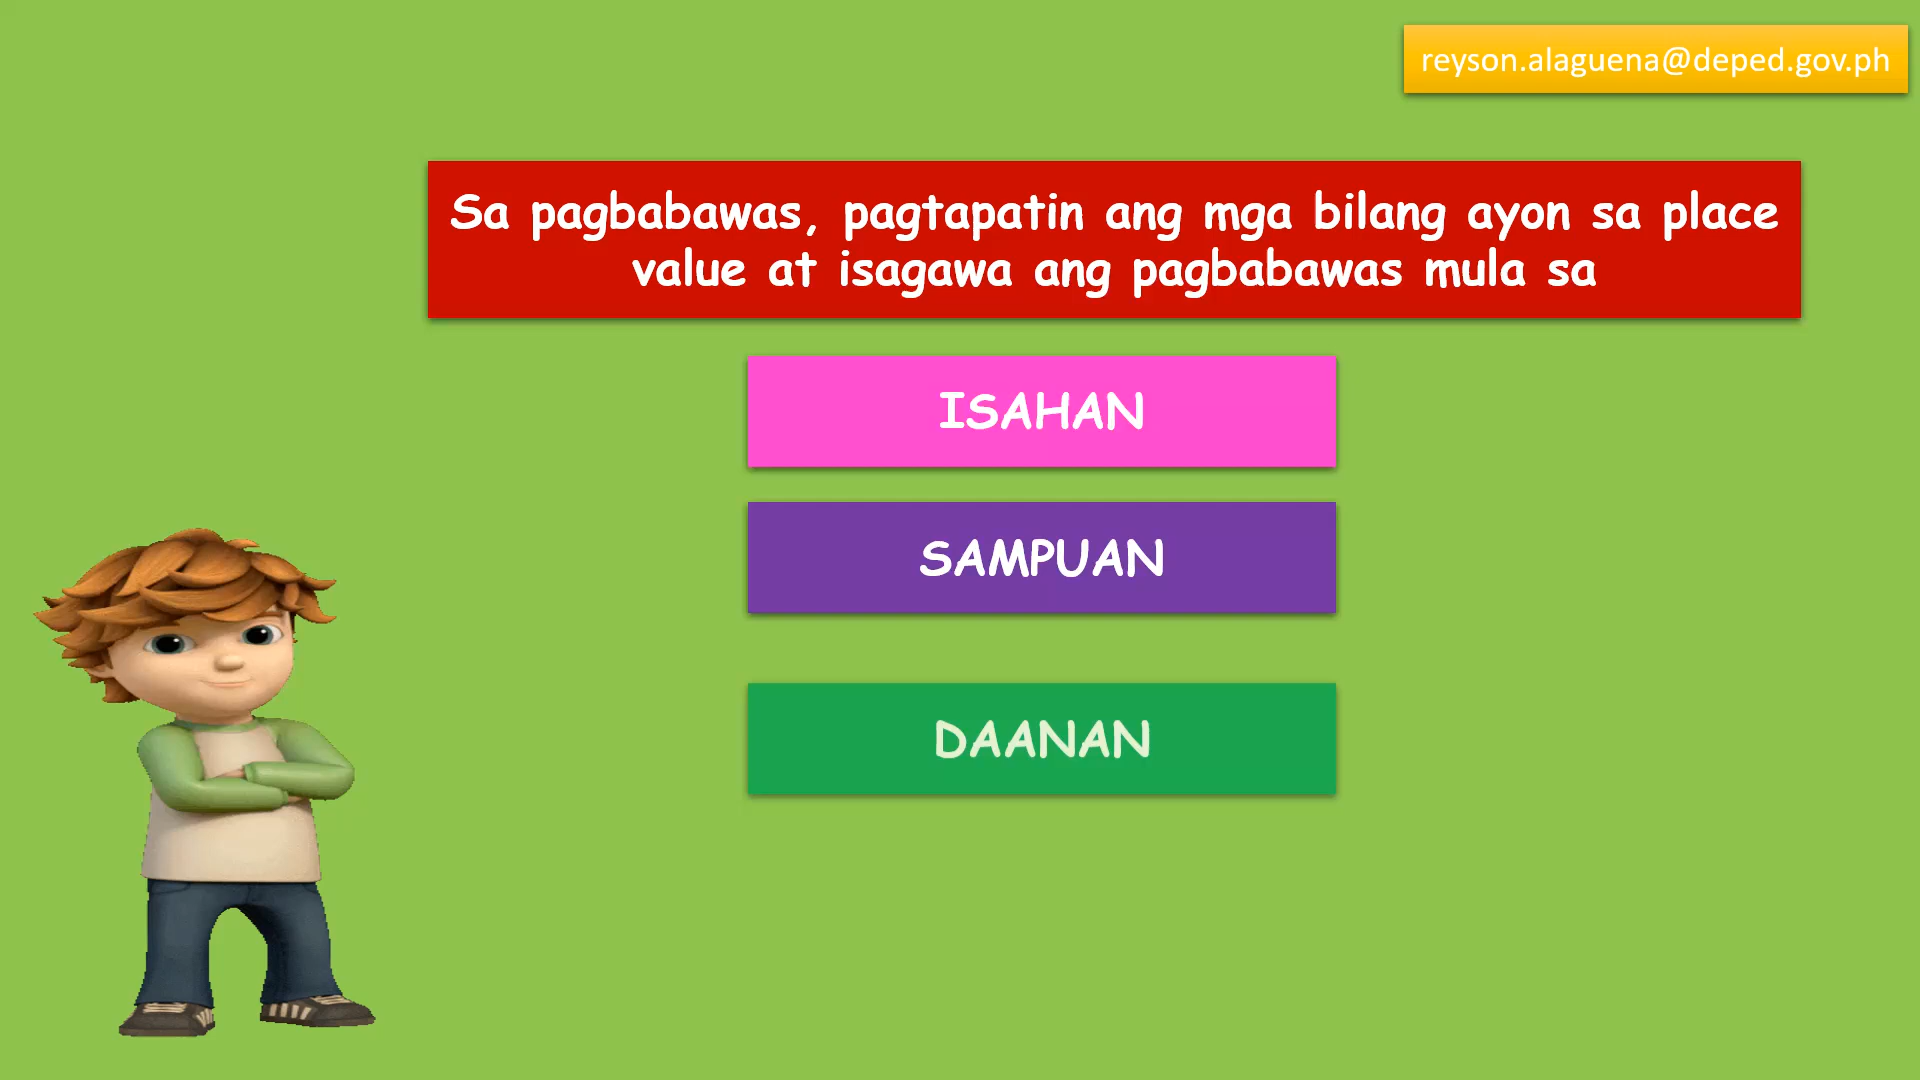 reyson.alaguena@deped.gov.ph
Sa pagbabawas, pagtapatin ang mga bilang ayon sa place
value at isagawa ang pagbabawas mula sa
ISAHAN
SAMPUAN
DAANAN